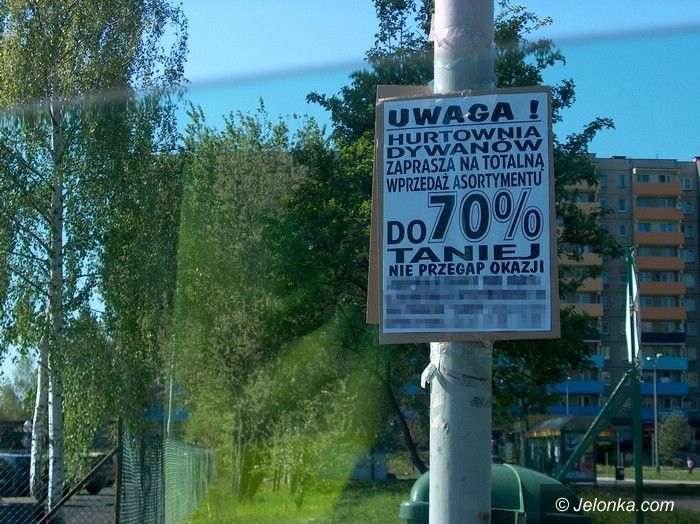 UWAGA !
HURTOWNIA
DYWANÓW
ZAPRASZA NA TOTALNĄ
WPRZEDAŻ ASORTYMENTU
DO 70%
TANIEJ
NIE PRZEGAP OKAZJI
© Jelonka.com